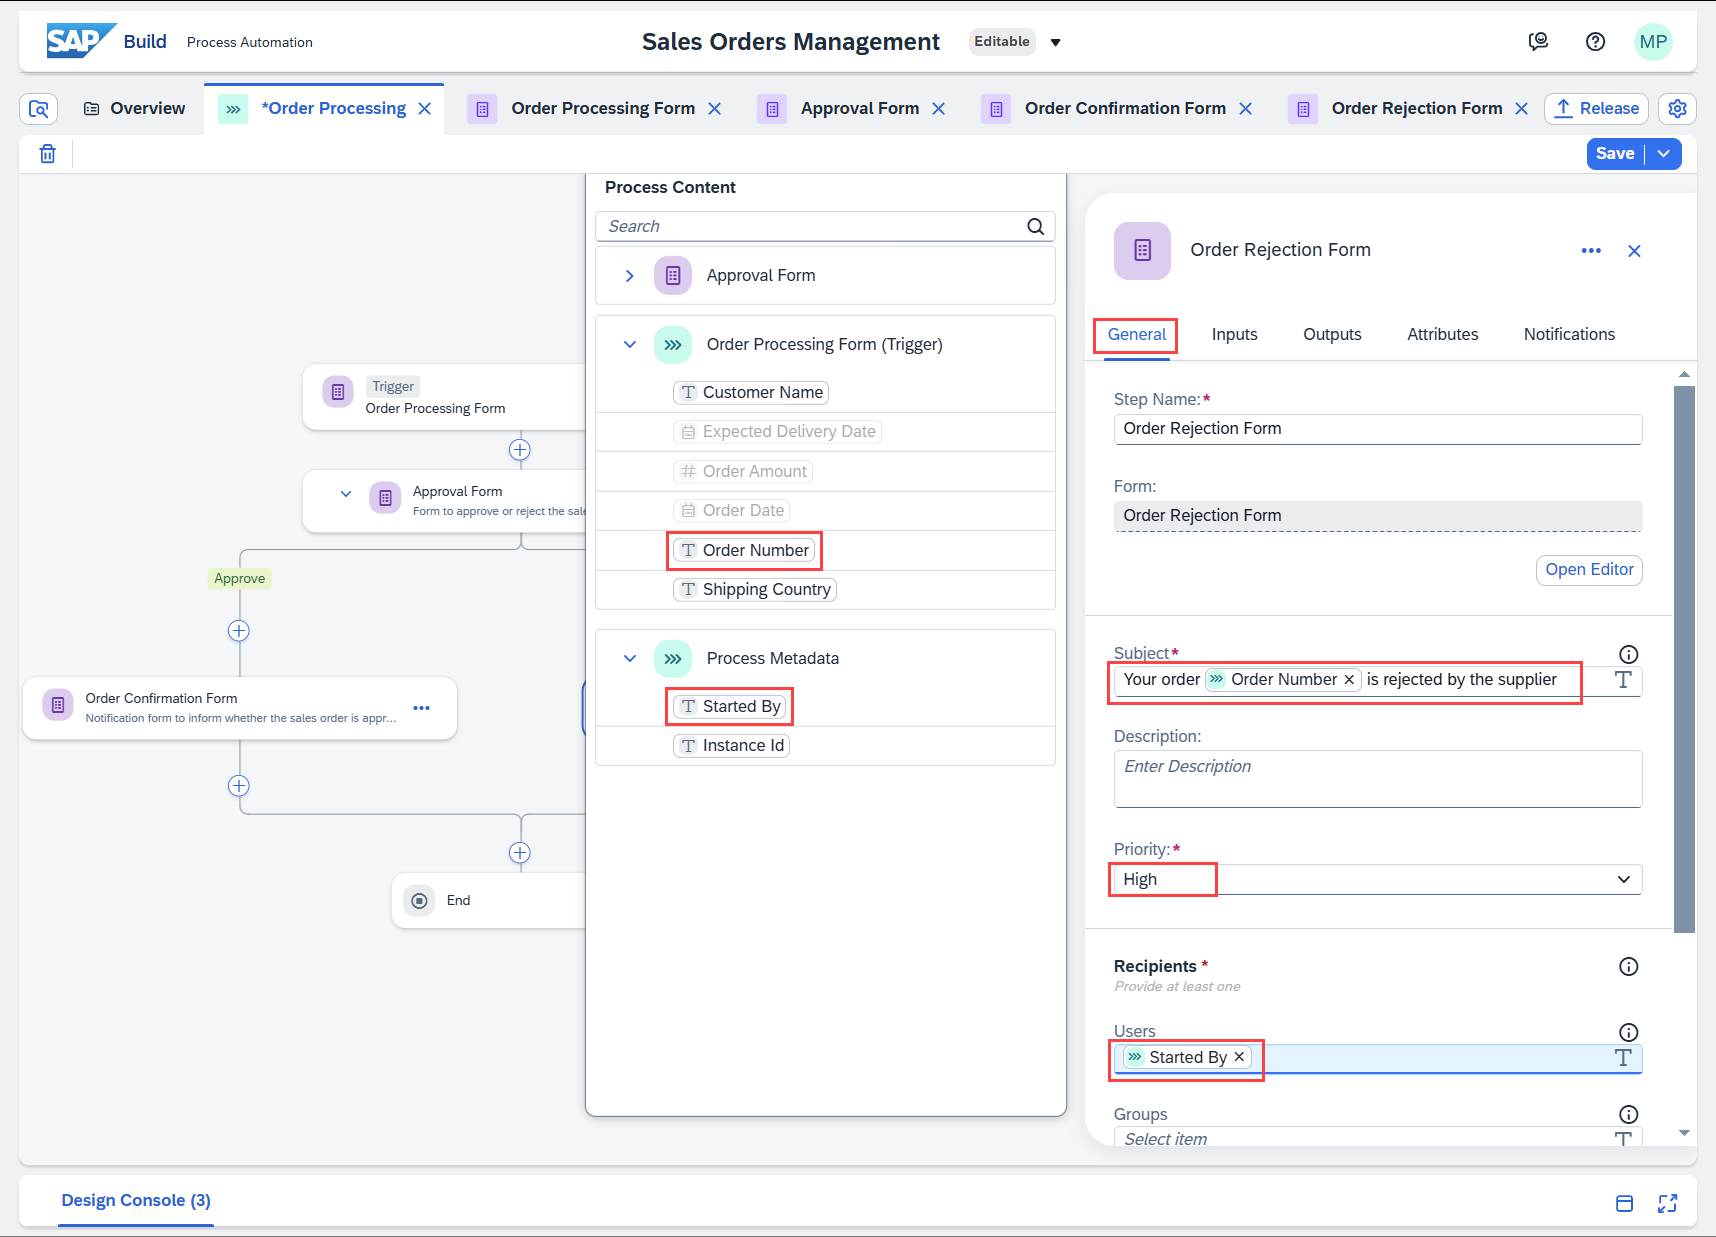 SAP Build Process Automation
Sales Orders Management Editable
MP
Overview *Order Processing Order Processing Form Approval Form Order Confirmation Form Order Rejection Form Release
Save
Trigger
Order Processing Form
Approval Form
Form to approve or reject the sale
Approve
Order Confirmation Form
Notification form to inform whether the sales order is appr...
End
Process Content
Search
Approval Form
Order Processing Form (Trigger)
Customer Name
Expected Delivery Date
Order Amount
Order Date
Order Number
Shipping Country
Process Metadata
Started By
Instance Id
Order Rejection Form
General Inputs Outputs Attributes Notifications
Step Name:*
Order Rejection Form
Form:
Order Rejection Form
Open Editor
Subject*
Your order Order Number is rejected by the supplier
Description:
Enter Description
Priority:*
High
Recipients *
Provide at least one
Users
Started By
Groups
Select item
Design Console (3)